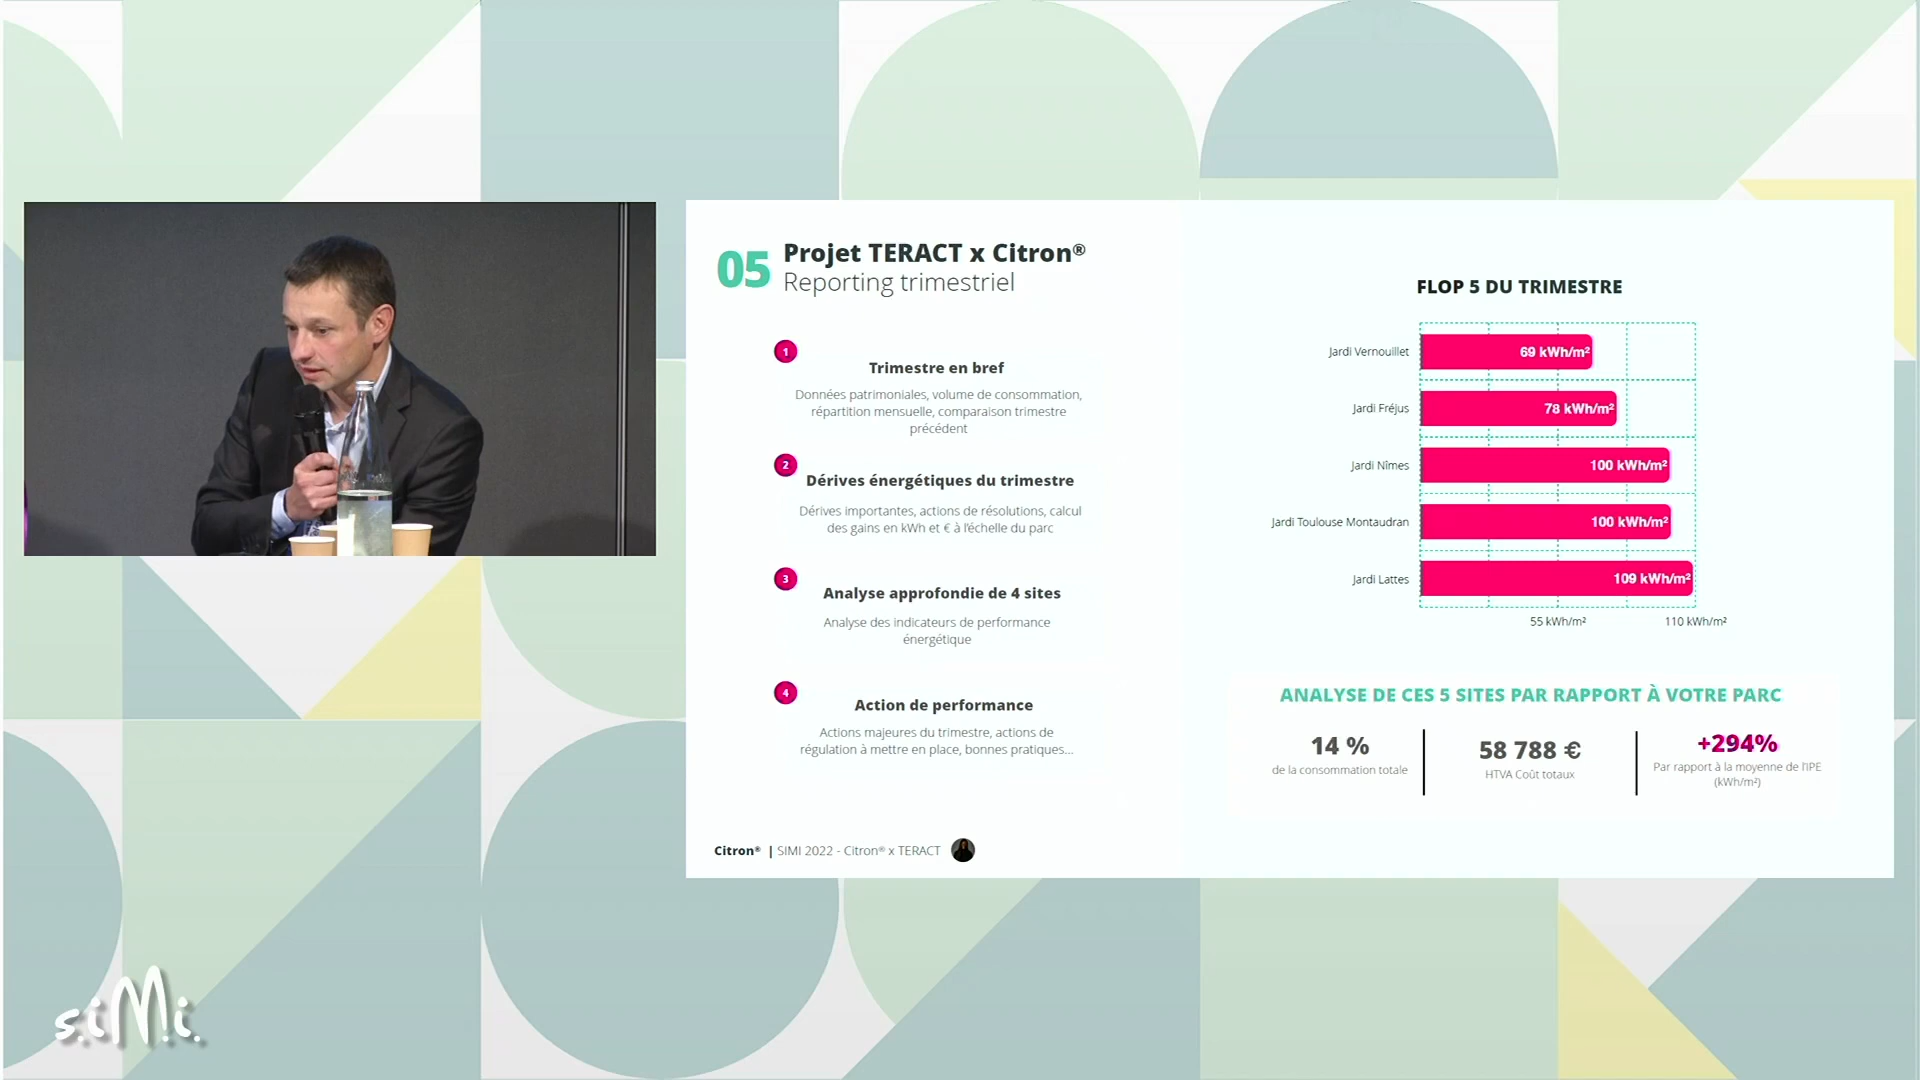 05
Projet TERACT x Citron®
Reporting trimestriel
1
Trimestre en bref
Données patrimoniales, volume de consommation,
répartition mensuelle, comparaison trimestre
précédent
2
Dérives énergétiques du trimestre
Dérives importantes, actions de résolutions, calcul
des gains en kWh et € à l'échelle du parc
3
Analyse approfondie de 4 sites
Analyse des indicateurs de performance
énergétique
4
Action de performance
Actions majeures du trimestre, actions de
régulation à mettre en place, bonnes pratiques...
Citron® | SIMI 2022 - Citron® x TERACT
FLOP 5 DU TRIMESTRE
Jardi Vernouillet 69 kWh/m²
Jardi Fréjus 78 kWh/m²
Jardi Nîmes 100 kWh/m²
Jardi Toulouse Montaudran 100 kWh/m²
Jardi Lattes 109 kWh/m²
55 kWh/m² 110 kWh/m²
ANALYSE DE CES 5 SITES PAR RAPPORT À VOTRE PARC
14 %
de la consommation totale
58 788 €
HTVA Coût totaux
+294%
Par rapport à la moyenne de l'IPE
(kWh/m²)
s.iMi.